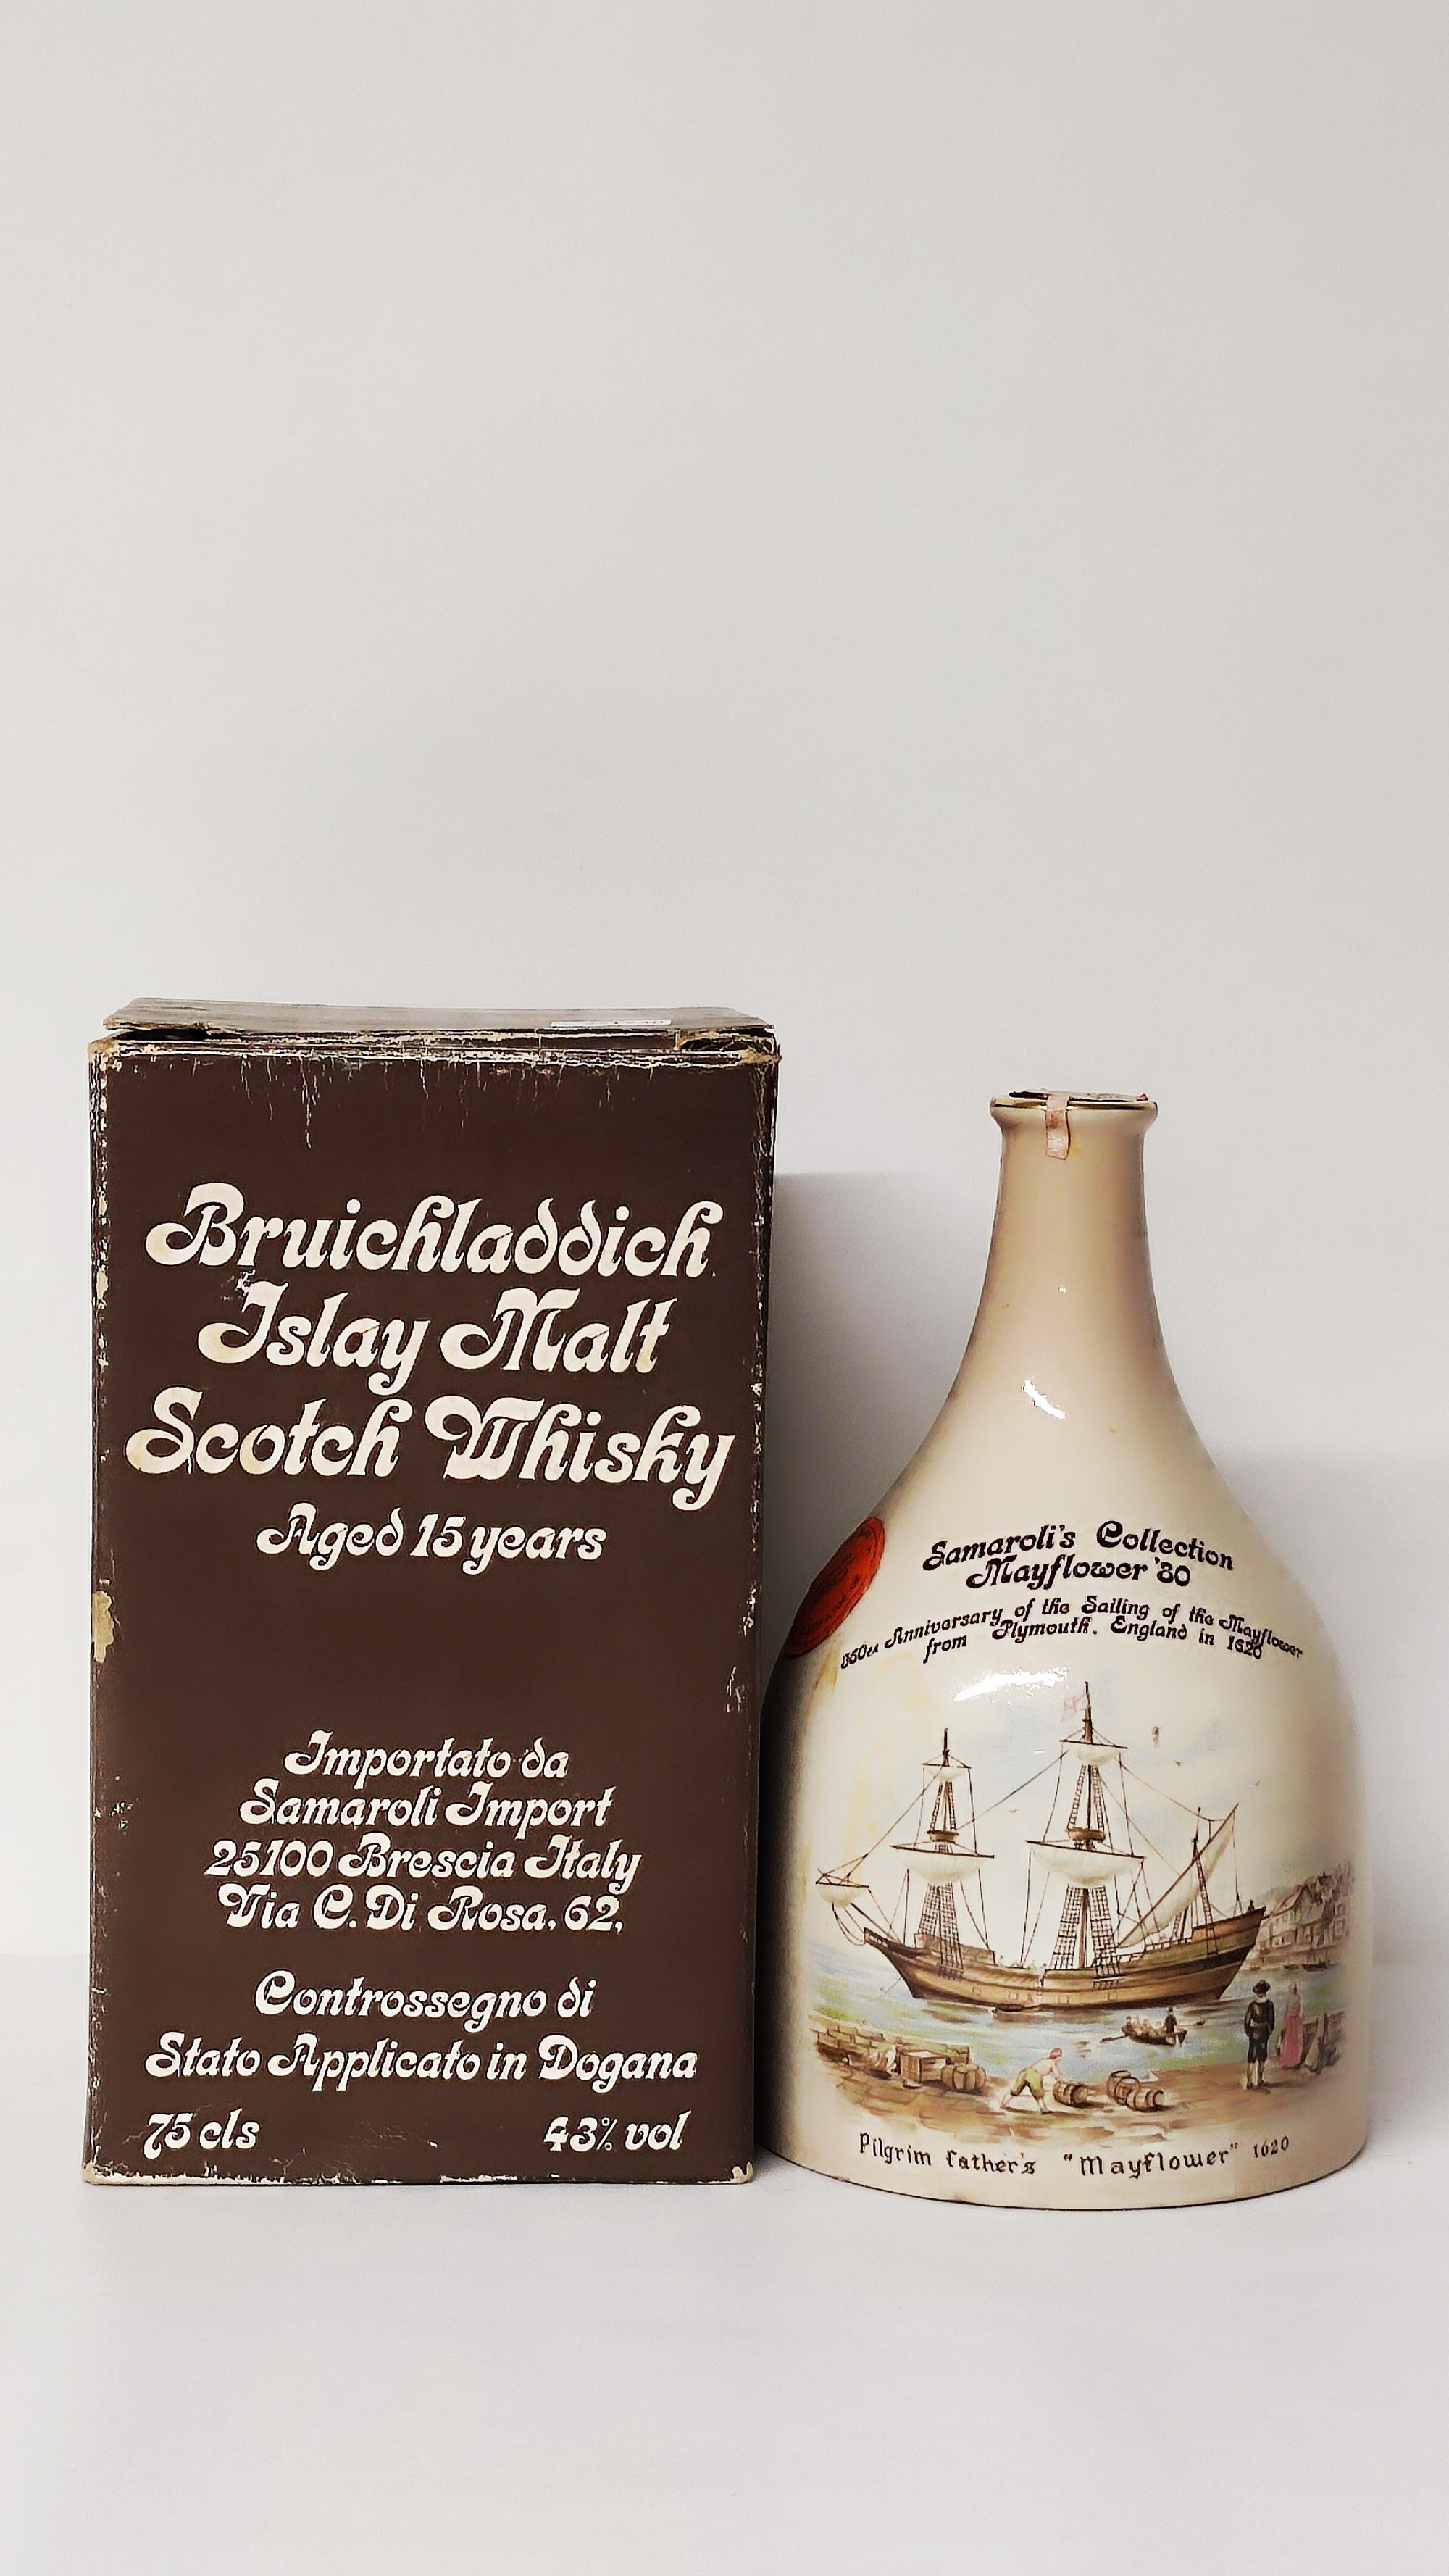 Bruichladdich
Islay Malt
Scotch Whisky
Aged 15 years
Importato da
Samaroli Import
25100 Brescia Italy
Via C. Di Rosa, 62,
Controssegno di
Stato Applicato in Dogana
75 cls 43% vol
Samaroli's Collection
Mayflower '80
360th Anniversary of the Sailing of the Mayflower
from Plymouth. England in 1620
Pilgrim father's "Mayflower" 1620